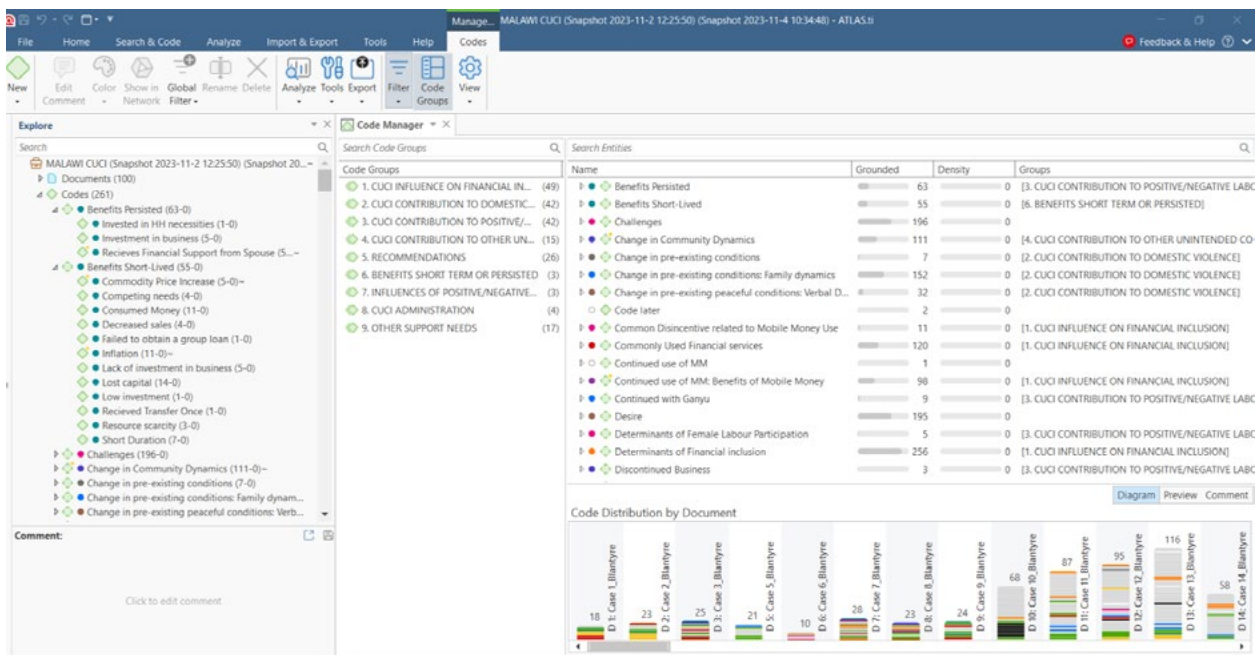 Manage... MALAWI CUCI (Snapshot 2023-11-2 12:25:50) (Snapshot 2023-11-4 10:34:48) - ATLAS.ti
File Home Search & Code Analyze Import & Export Tools Help Codes Feedback & Help
New Edit Comment Color Show in Network Global Filter Rename Delete Analyze Tools Export Filter Code Groups View
Explore
Search
MALAWI CUCI (Snapshot 2023-11-2 12:25:50) (Snapshot 20...~
Documents (100)
Codes (261)
Benefits Persisted (63-0)
Invested in HH necessities (1-0)
Investment in business (5-0)
Recieves Financial Support from Spouse (5...~
Benefits Short-Lived (55-0)
Commodity Price Increase (5-0)~
Competing needs (4-0)
Consumed Money (11-0)
Decreased sales (4-0)
Failed to obtain a group loan (1-0)
Inflation (11-0)~
Lack of investment in business (5-0)
Lost capital (14-0)
Low investment (1-0)
Recieved Transfer Once (1-0)
Resource scarcity (3-0)
Short Duration (7-0)
Challenges (196-0)
Change in Community Dynamics (111-0)~
Change in pre-existing conditions (7-0)
Change in pre-existing conditions: Family dynam...
Change in pre-existing peaceful conditions: Verb...
Comment:
Click to edit comment
Code Manager
Search Code Groups
Code Groups
1. CUCI INFLUENCE ON FINANCIAL IN... (49)
2. CUCI CONTRIBUTION TO DOMESTIC... (42)
3. CUCI CONTRIBUTION TO POSITIVE/... (42)
4. CUCI CONTRIBUTION TO OTHER UN... (15)
5. RECOMMENDATIONS (26)
6. BENEFITS SHORT TERM OR PERSISTED (3)
7. INFLUENCES OF POSITIVE/NEGATIVE... (3)
8. CUCI ADMINISTRATION (4)
9. OTHER SUPPORT NEEDS (17)
Search Entities
Name Grounded Density Groups
Benefits Persisted 63 0 [3. CUCI CONTRIBUTION TO POSITIVE/NEGATIVE LABO
Benefits Short-Lived 55 0 [6. BENEFITS SHORT TERM OR PERSISTED]
Challenges 196 0
Change in Community Dynamics 111 0 [4. CUCI CONTRIBUTION TO OTHER UNINTENDED CO
Change in pre-existing conditions 7 0 [2. CUCI CONTRIBUTION TO DOMESTIC VIOLENCE]
Change in pre-existing conditions: Family dynamics 152 0 [2. CUCI CONTRIBUTION TO DOMESTIC VIOLENCE]
Change in pre-existing peaceful conditions: Verbal D... 32 0 [2. CUCI CONTRIBUTION TO DOMESTIC VIOLENCE]
Code later 2 0
Common Disincentive related to Mobile Money Use 11 0 [1. CUCI INFLUENCE ON FINANCIAL INCLUSION]
Commonly Used Financial services 120 0 [1. CUCI INFLUENCE ON FINANCIAL INCLUSION]
Continued use of MM 1 0
Continued use of MM: Benefits of Mobile Money 98 0 [1. CUCI INFLUENCE ON FINANCIAL INCLUSION]
Continued with Ganyu 9 0 [3. CUCI CONTRIBUTION TO POSITIVE/NEGATIVE LABO
Desire 195 0
Determinants of Female Labour Participation 5 0 [3. CUCI CONTRIBUTION TO POSITIVE/NEGATIVE LABO
Determinants of Financial inclusion 256 0 [1. CUCI INFLUENCE ON FINANCIAL INCLUSION]
Discontinued Business 3 0 [3. CUCI CONTRIBUTION TO POSITIVE/NEGATIVE LABC
Diagram Preview Comment
Code Distribution by Document
18 D 1: Case 1_Blantyre
23 D 2: Case 2_Blantyre
25 D 3: Case 3_Blantyre
21 D 5: Case 5_Blantyre
10 D 6: Case 6_Blantyre
28 D 7: Case 7_Blantyre
23 D 8: Case 8_Blantyre
24 D 9: Case 9_Blantyre
68 D 10: Case 10_Blantyre
87 D 11: Case 11_Blantyre
95 D 12: Case 12_Blantyre
116 D 13: Case 13_Blantyre
58 D 14: Case 14_Blantyre